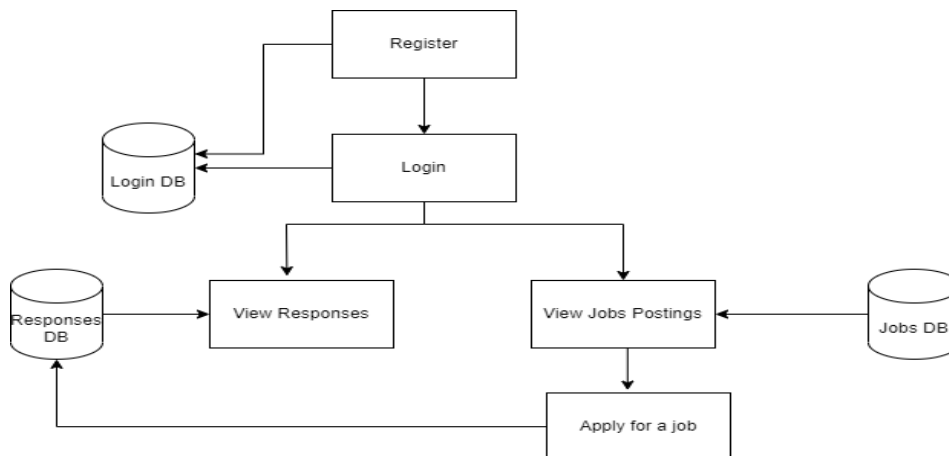 Register
Login
Login DB
View Responses
View Jobs Postings
Responses
DB
Jobs DB
Apply for a job